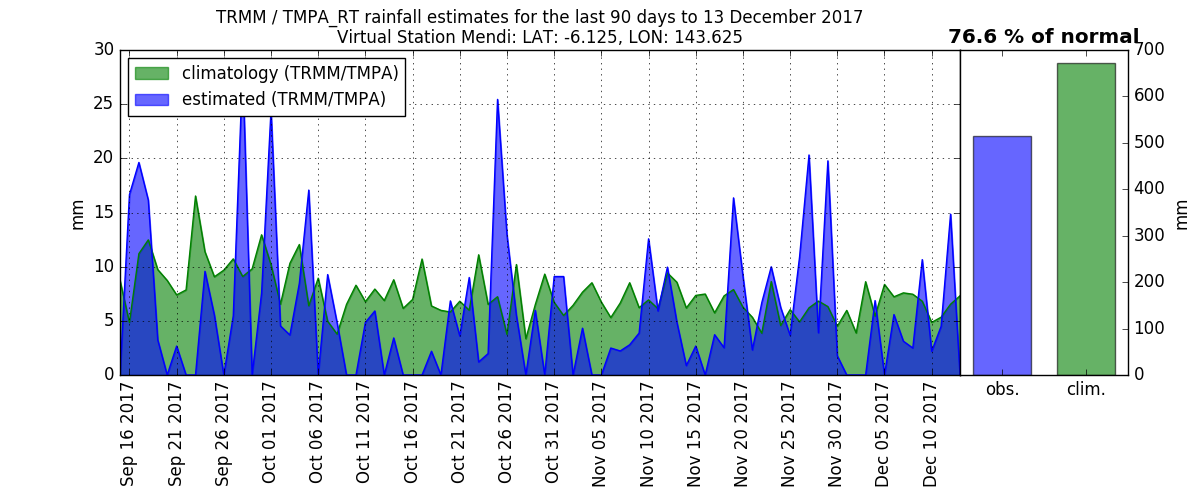 TRMM / TMPA_RT rainfall estimates for the last 90 days to 13 December 2017
Virtual Station Mendi: LAT: -6.125, LON: 143.625
76.6 % of normal
climatology (TRMM/TMPA)
estimated (TRMM/TMPA)
30
25
20
15
10
5
0
mm
Sep 16 2017
Sep 21 2017
Sep 26 2017
Oct 01 2017
Oct 06 2017
Oct 11 2017
Oct 16 2017
Oct 21 2017
Oct 26 2017
Oct 31 2017
Nov 05 2017
Nov 10 2017
Nov 15 2017
Nov 20 2017
Nov 25 2017
Nov 30 2017
Dec 05 2017
Dec 10 2017
obs.
clim.
700
600
500
400
300
200
100
0
mm